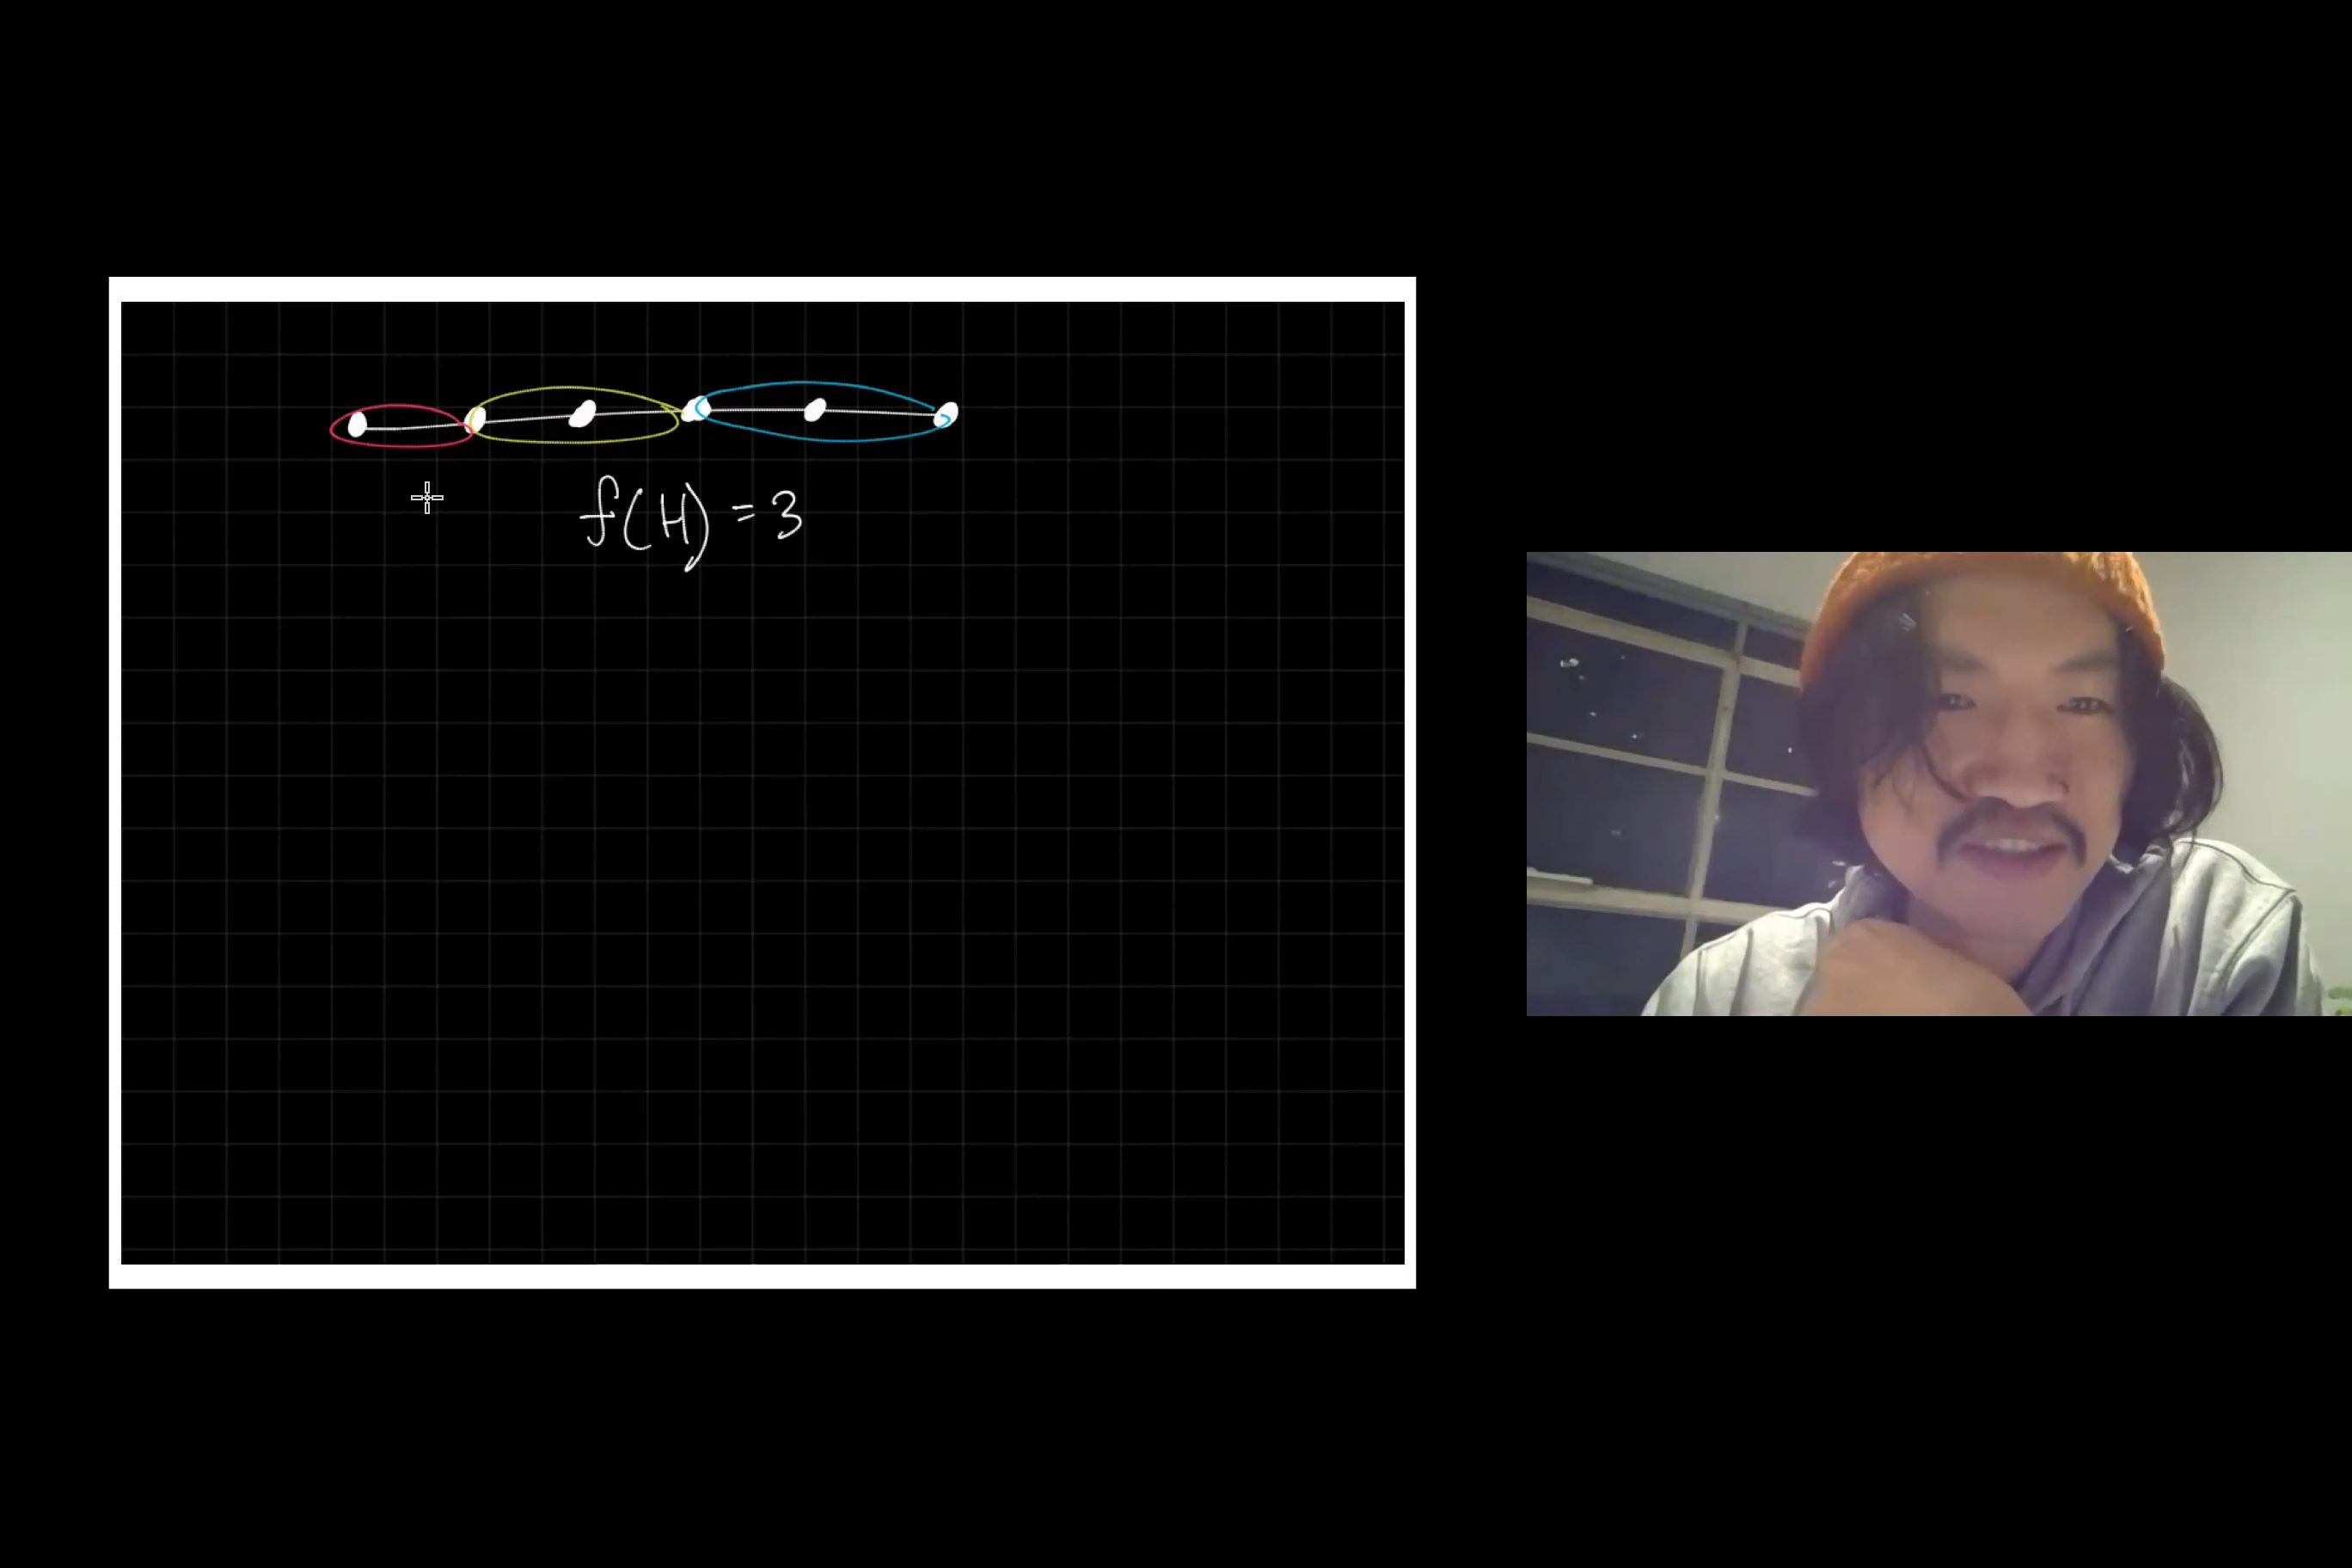 f(H) = 3